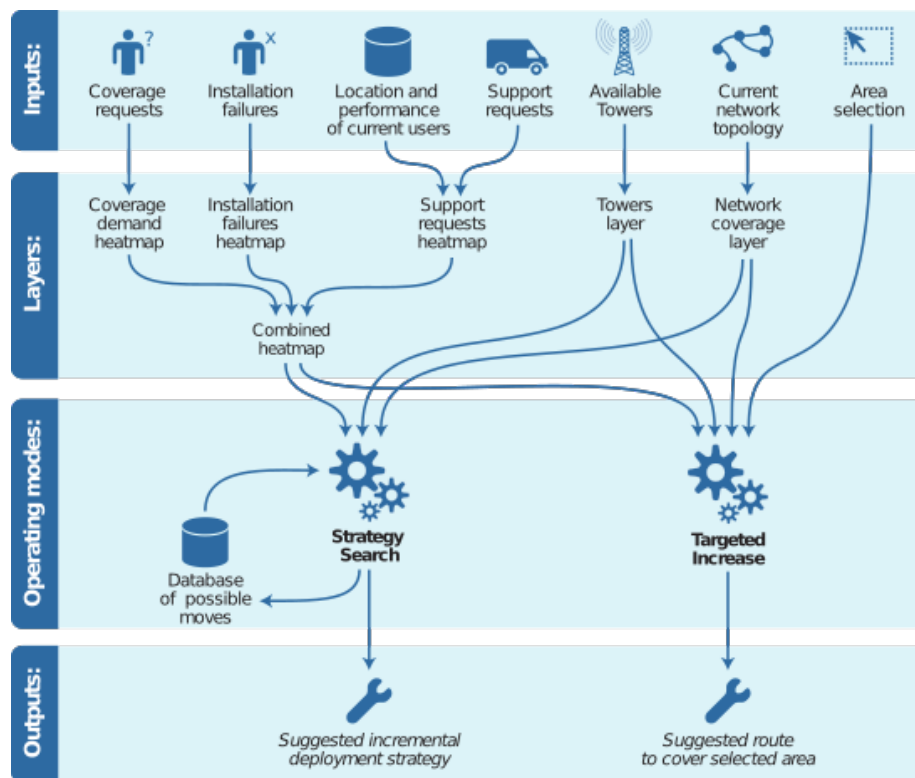 Inputs:
?
x
Coverage
requests
Installation
failures
Location and
performance
of current users
Support
requests
Available
Towers
Current
network
topology
Area
selection
Layers:
Coverage
demand
heatmap
Installation
failures
heatmap
Support
requests
heatmap
Towers
layer
Network
coverage
layer
Combined
heatmap
Operating modes:
Strategy
Search
Targeted
Increase
Database
of possible
moves
Outputs:
Suggested incremental
deployment strategy
Suggested route
to cover selected area